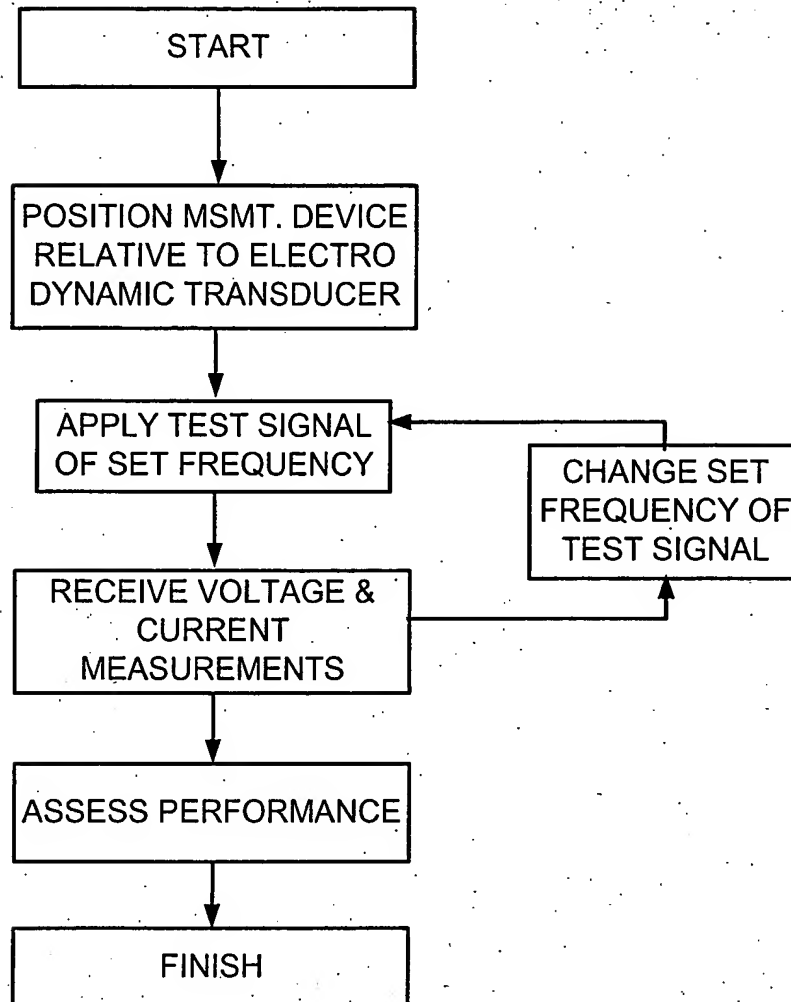 START
POSITION MSMT. DEVICE
RELATIVE TO ELECTRO
DYNAMIC TRANSDUCER
APPLY TEST SIGNAL
OF SET FREQUENCY
CHANGE SET
FREQUENCY OF
TEST SIGNAL
RECEIVE VOLTAGE &
CURRENT
MEASUREMENTS
ASSESS PERFORMANCE
FINISH